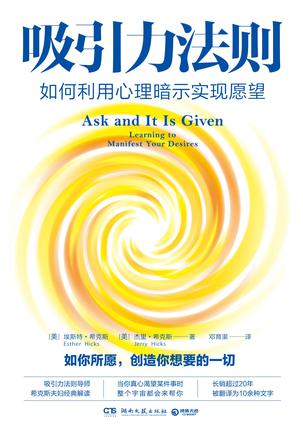 吸引力法则
如何利用心理暗示实现愿望
Ask and It Is Given
Learning to
Manifest Your Desires
[美] 埃斯特·希克斯 [美] 杰里·希克斯——著 邓育渠——译
Esther Hicks Jerry Hicks
如你所愿,创造你想要的一切
吸引力法则导师 当你真心渴望某件事时 长销超过20年
希克斯夫妇经典解读 整个宇宙都会来帮你 被翻译为10余种文字
湖南文艺出版社 博集天卷